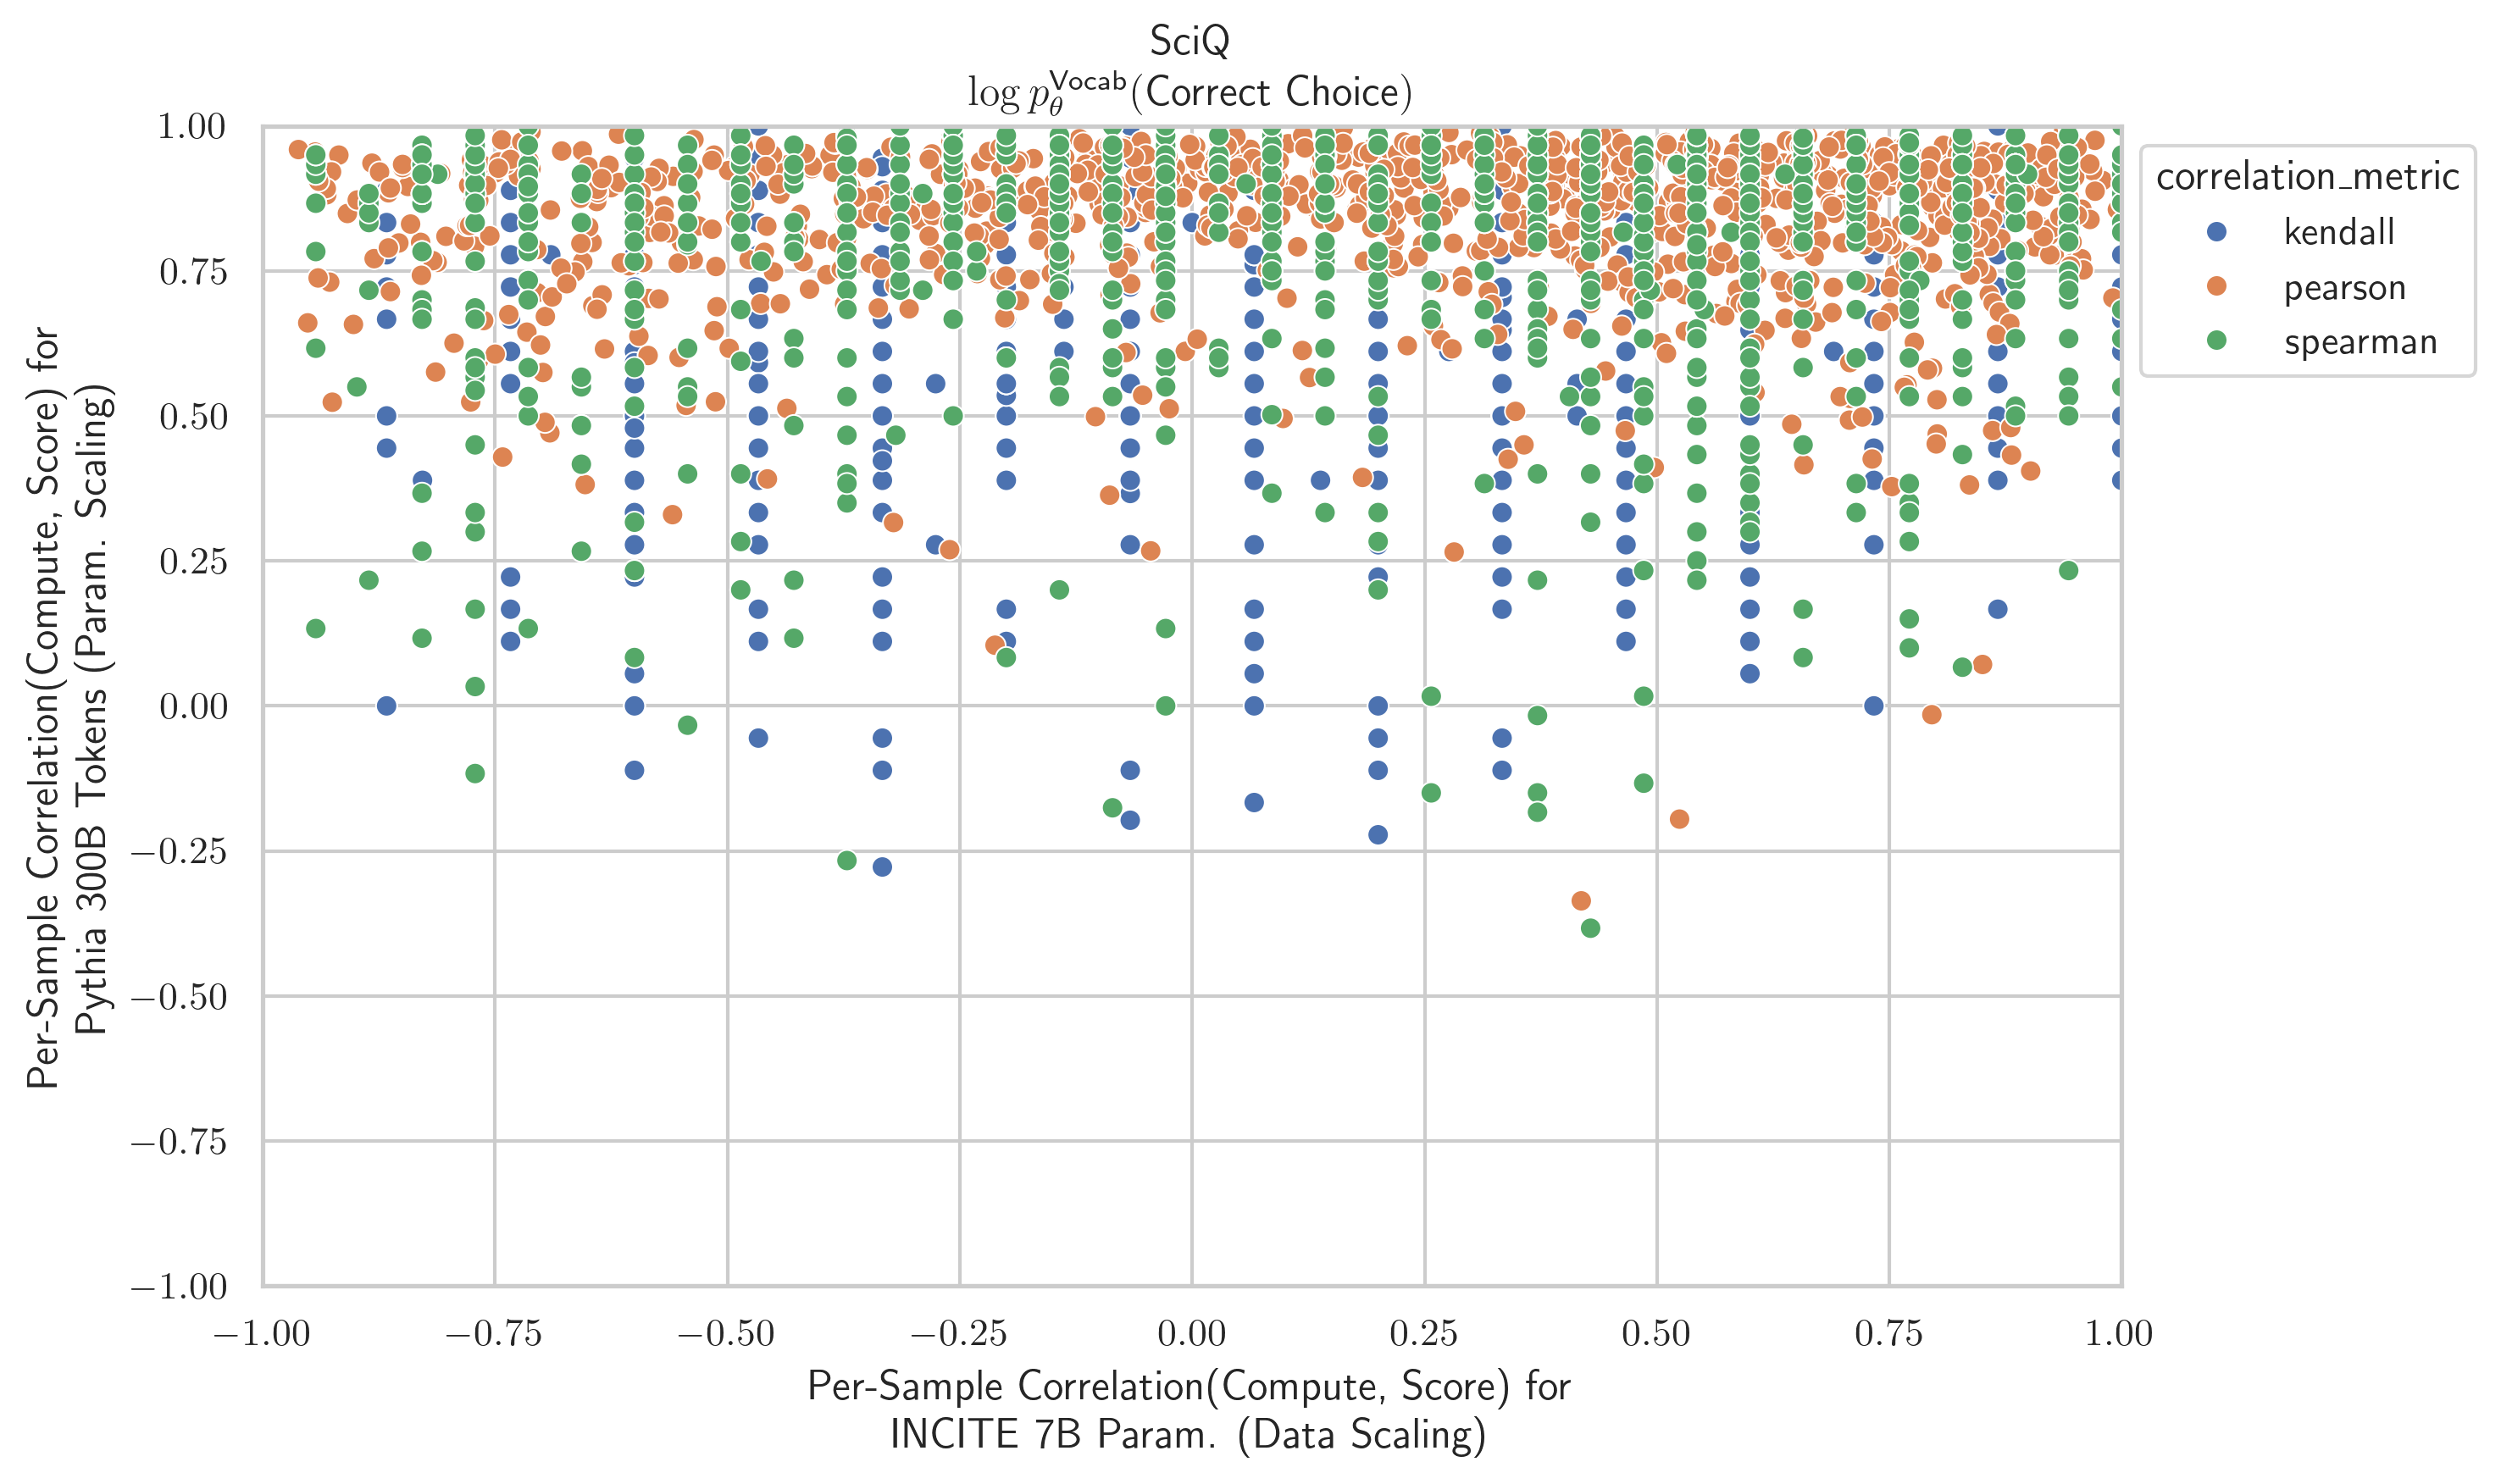 SciQ
log p_θ^Vocab(Correct Choice)
Per-Sample Correlation(Compute, Score) for
Pythia 300B Tokens (Param. Scaling)
1.00
0.75
0.50
0.25
0.00
−0.25
−0.50
−0.75
−1.00
−1.00 −0.75 −0.50 −0.25 0.00 0.25 0.50 0.75 1.00
Per-Sample Correlation(Compute, Score) for
INCITE 7B Param. (Data Scaling)
correlation_metric
kendall
pearson
spearman